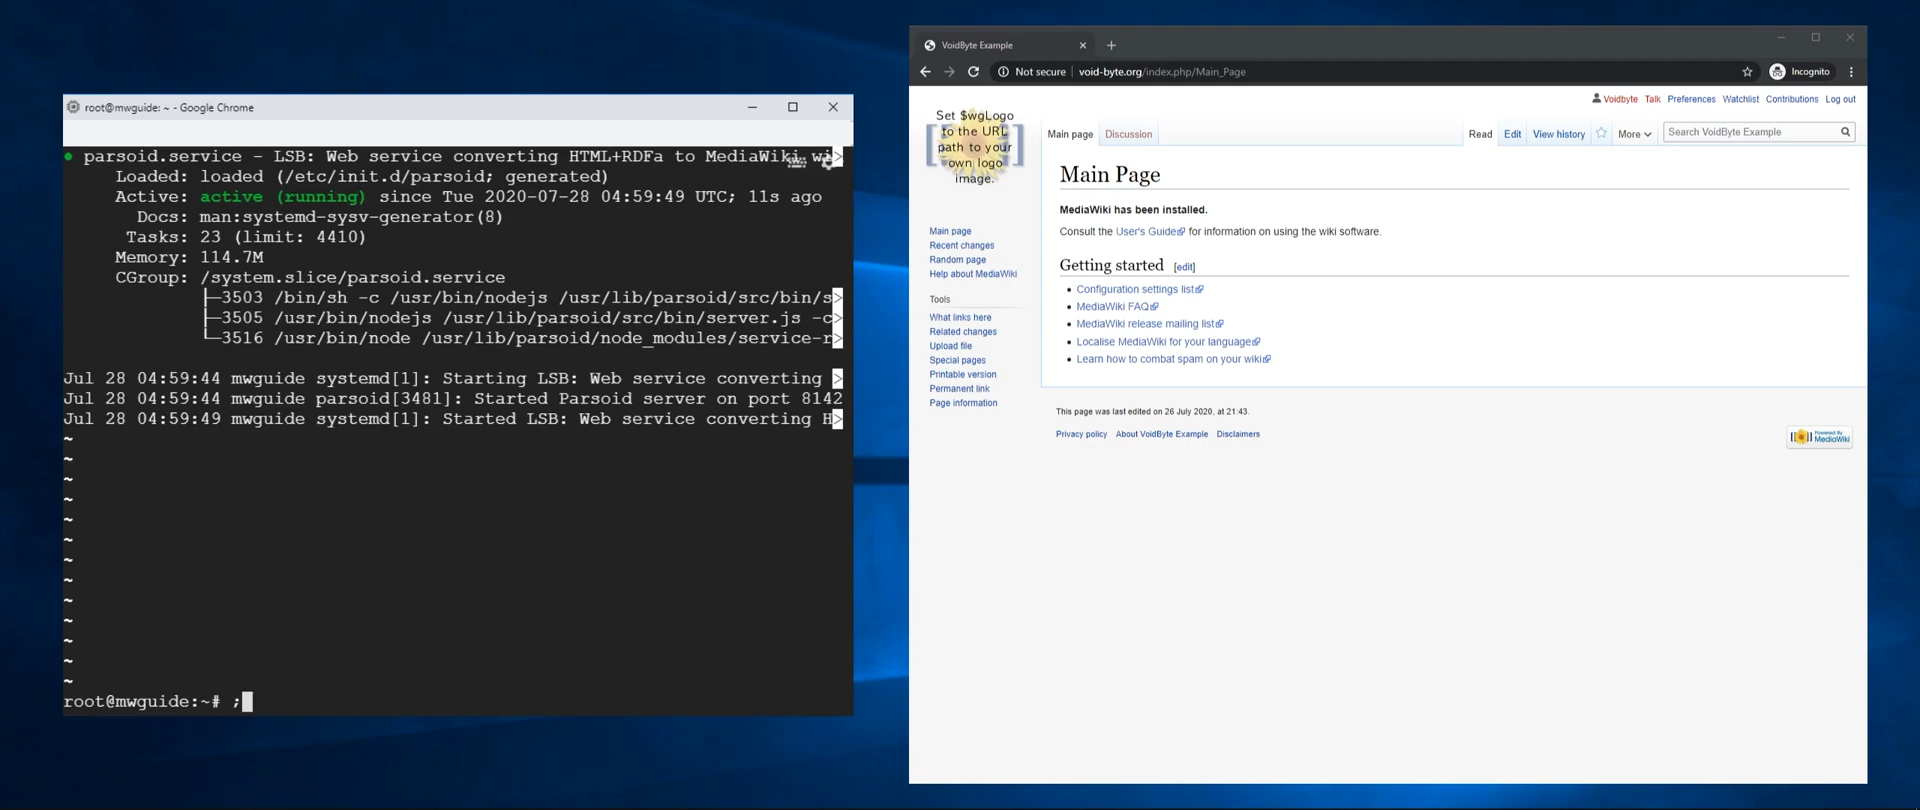 root@mwguide: ~ - Google Chrome
● parsoid.service - LSB: Web service converting HTML+RDFa to MediaWiki wi>
Loaded: loaded (/etc/init.d/parsoid; generated)
Active: active (running) since Tue 2020-07-28 04:59:49 UTC; 11s ago
Docs: man:systemd-sysv-generator(8)
Tasks: 23 (limit: 4410)
Memory: 114.7M
CGroup: /system.slice/parsoid.service
├─3503 /bin/sh -c /usr/bin/nodejs /usr/lib/parsoid/src/bin/s>
├─3505 /usr/bin/nodejs /usr/lib/parsoid/src/bin/server.js -c>
└─3516 /usr/bin/node /usr/lib/parsoid/node_modules/service-r>
Jul 28 04:59:44 mwguide systemd[1]: Starting LSB: Web service converting >
Jul 28 04:59:44 mwguide parsoid[3481]: Started Parsoid server on port 8142
Jul 28 04:59:49 mwguide systemd[1]: Started LSB: Web service converting H>
~
~
~
~
~
~
~
~
~
~
~
~
~
root@mwguide:~# ;
VoidByte Example
Not secure | void-byte.org/index.php/Main_Page
Incognito
Voidbyte Talk Preferences Watchlist Contributions Log out
Set $wgLogo
to the URL
path to your
own logo
image.
Main page Discussion
Read Edit View history More Search VoidByte Example
Main Page
MediaWiki has been installed.
Consult the User's Guide for information on using the wiki software.
Getting started [edit]
• Configuration settings list
• MediaWiki FAQ
• MediaWiki release mailing list
• Localise MediaWiki for your language
• Learn how to combat spam on your wiki
Main page
Recent changes
Random page
Help about MediaWiki
Tools
What links here
Related changes
Upload file
Special pages
Printable version
Permanent link
Page information
This page was last edited on 26 July 2020, at 21:43.
Privacy policy About VoidByte Example Disclaimers
Powered By
MediaWiki